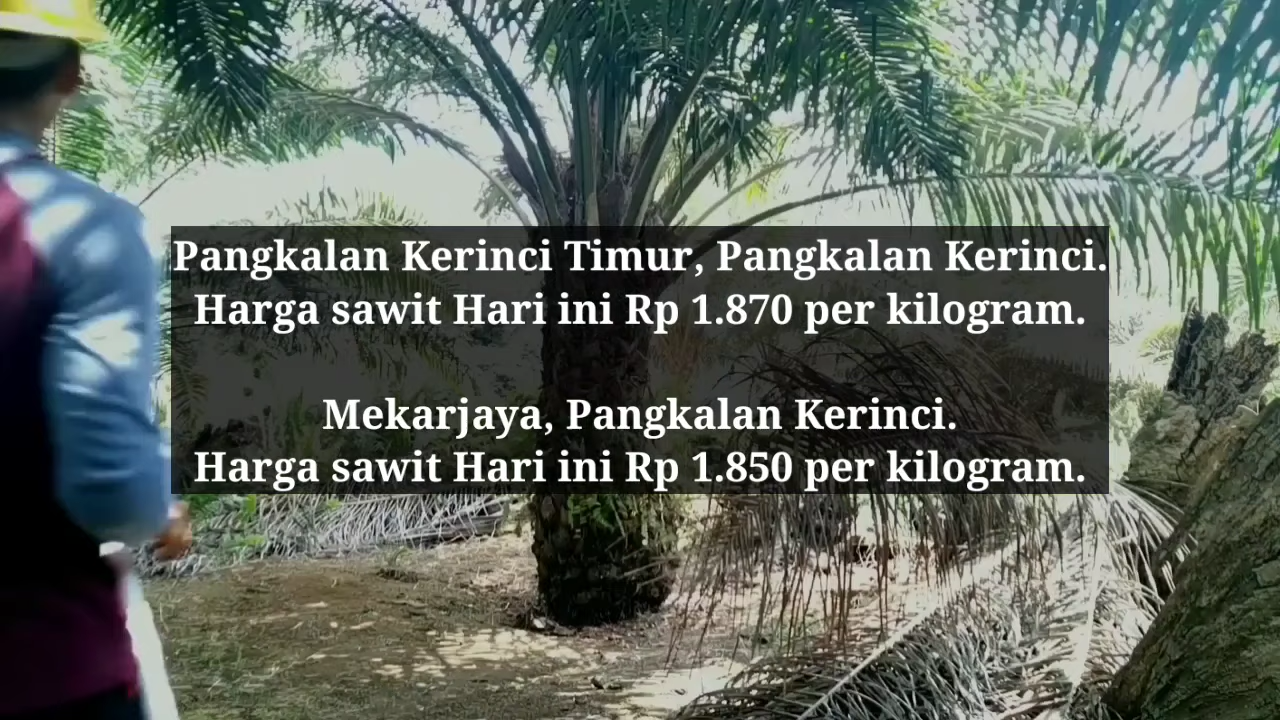 Pangkalan Kerinci Timur, Pangkalan Kerinci.
Harga sawit Hari ini Rp 1.870 per kilogram.
Mekarjaya, Pangkalan Kerinci.
Harga sawit Hari ini Rp 1.850 per kilogram.